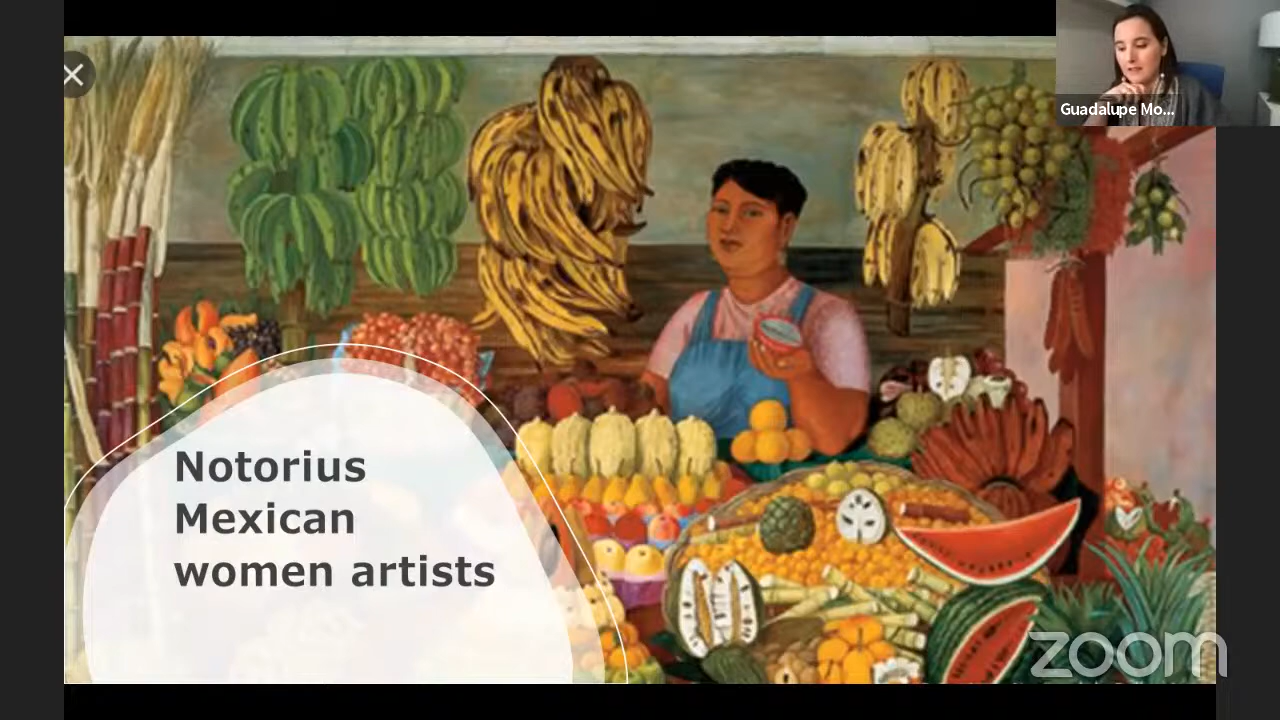 Guadalupe Mo...
Notorius
Mexican
women artists
zoom